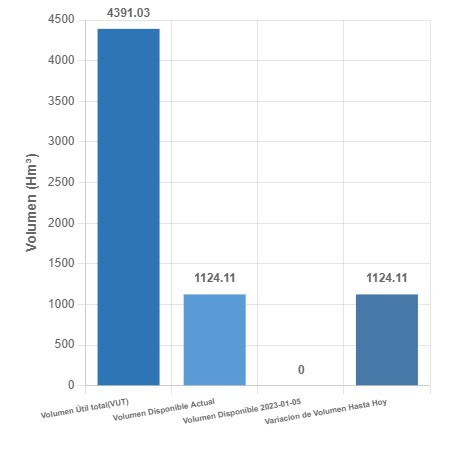 4500
4000
3500
3000
2500
2000
1500
1000
500
0
Volumen (Hm³)
4391.03
1124.11
0
1124.11
Volumen Útil total(VUT)
Volumen Disponible Actual
Volumen Disponible 2023-01-05
Variacion de Volumen Hasta Hoy